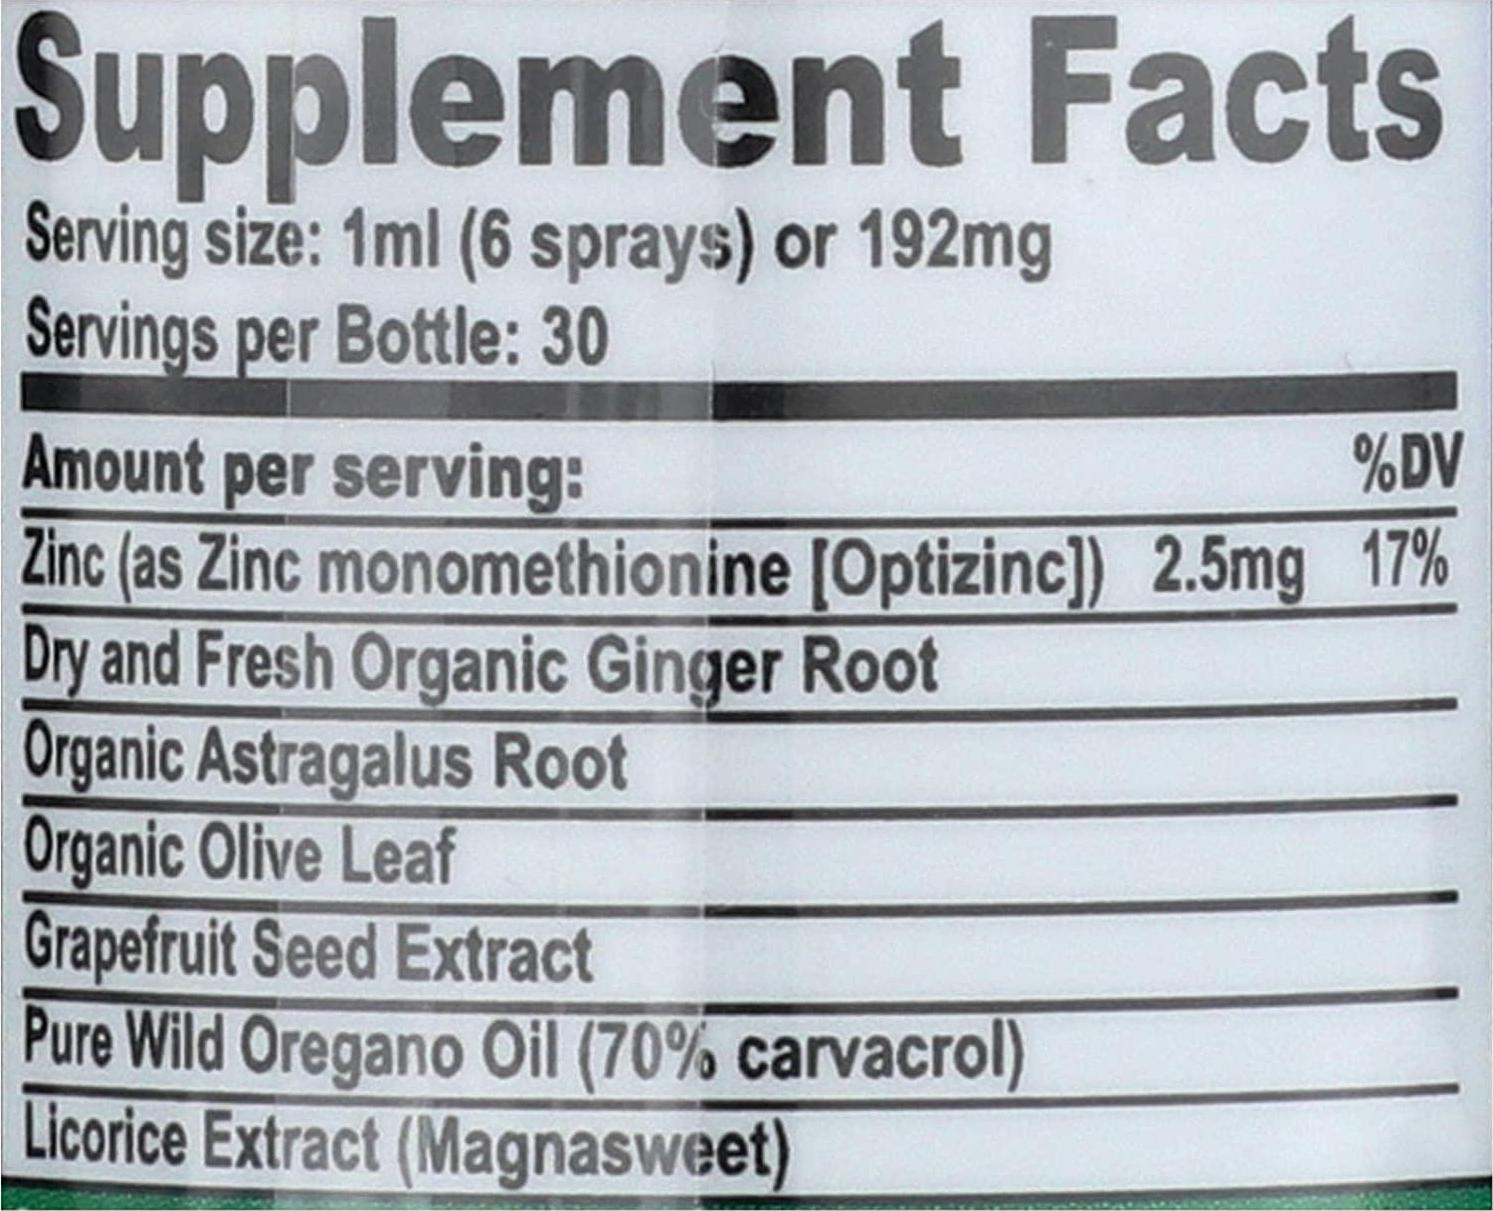 Supplement Facts
Serving size: 1ml (6 sprays) or 192mg
Servings per Bottle: 30
Amount per serving: %DV
Zinc (as Zinc monomethionine [Optizinc]) 2.5mg 17%
Dry and Fresh Organic Ginger Root
Organic Astragalus Root
Organic Olive Leaf
Grapefruit Seed Extract
Pure Wild Oregano Oil (70% carvacrol)
Licorice Extract (Magnasweet)